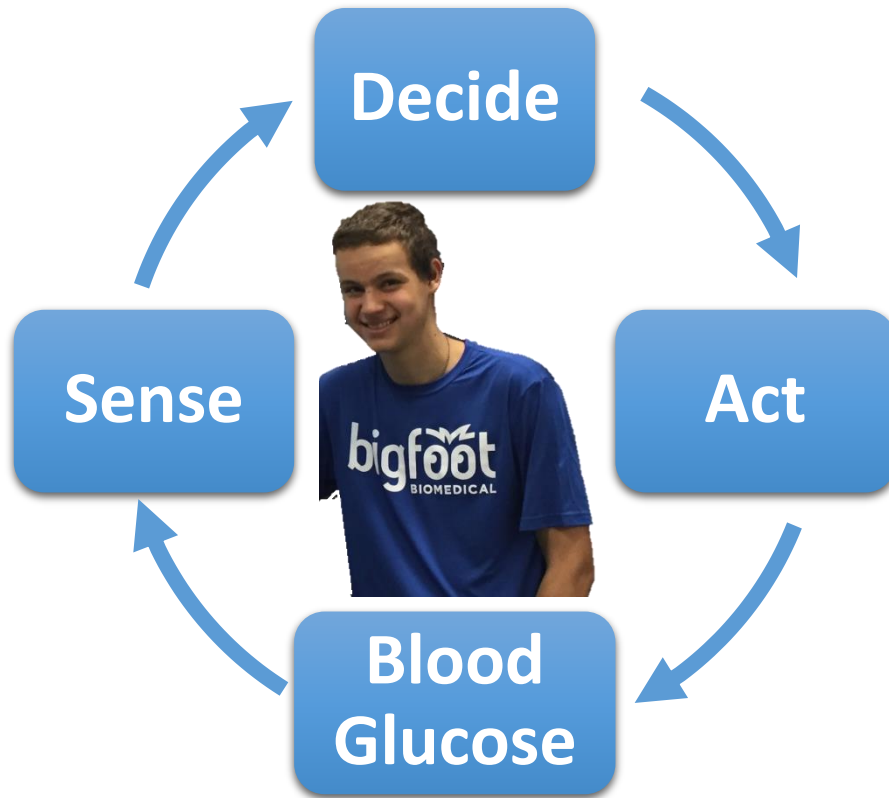 Decide
Sense
Act
bigfoot
BIOMEDICAL
Blood
Glucose